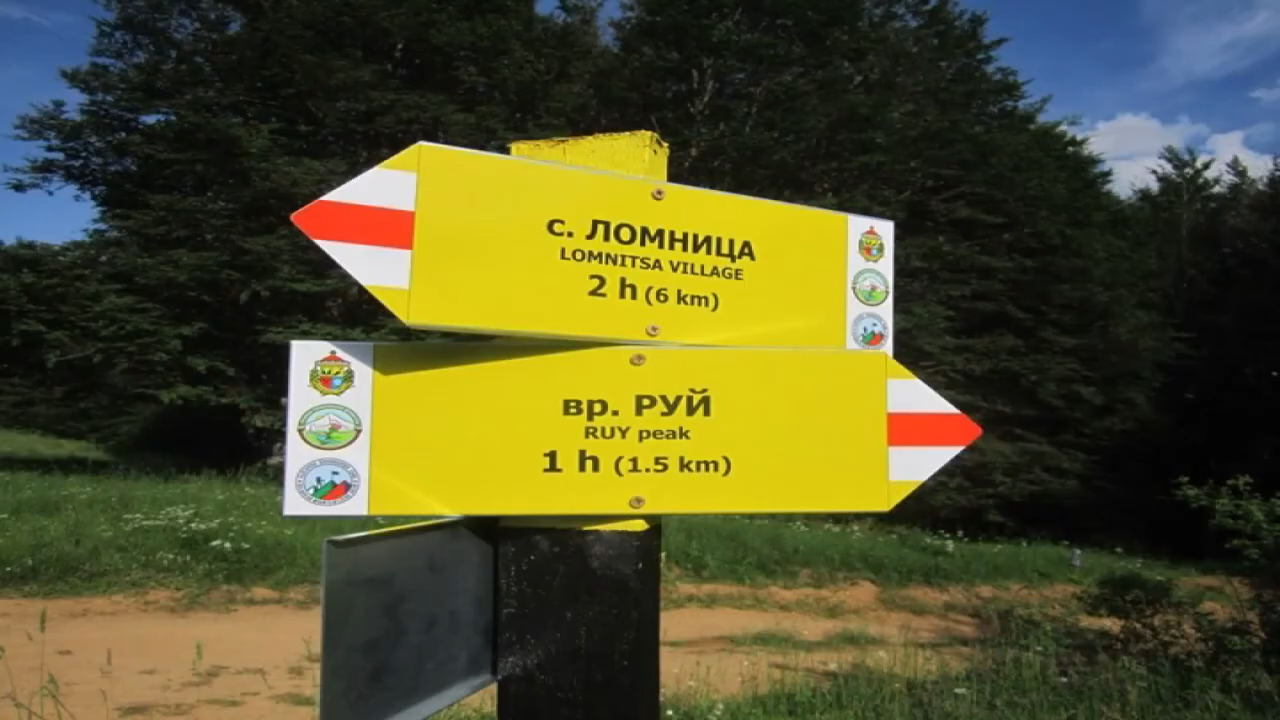 с. ЛОМНИЦА
LOMNITSA VILLAGE
2 h (6 km)
вр. РУЙ
RUY peak
1 h (1.5 km)